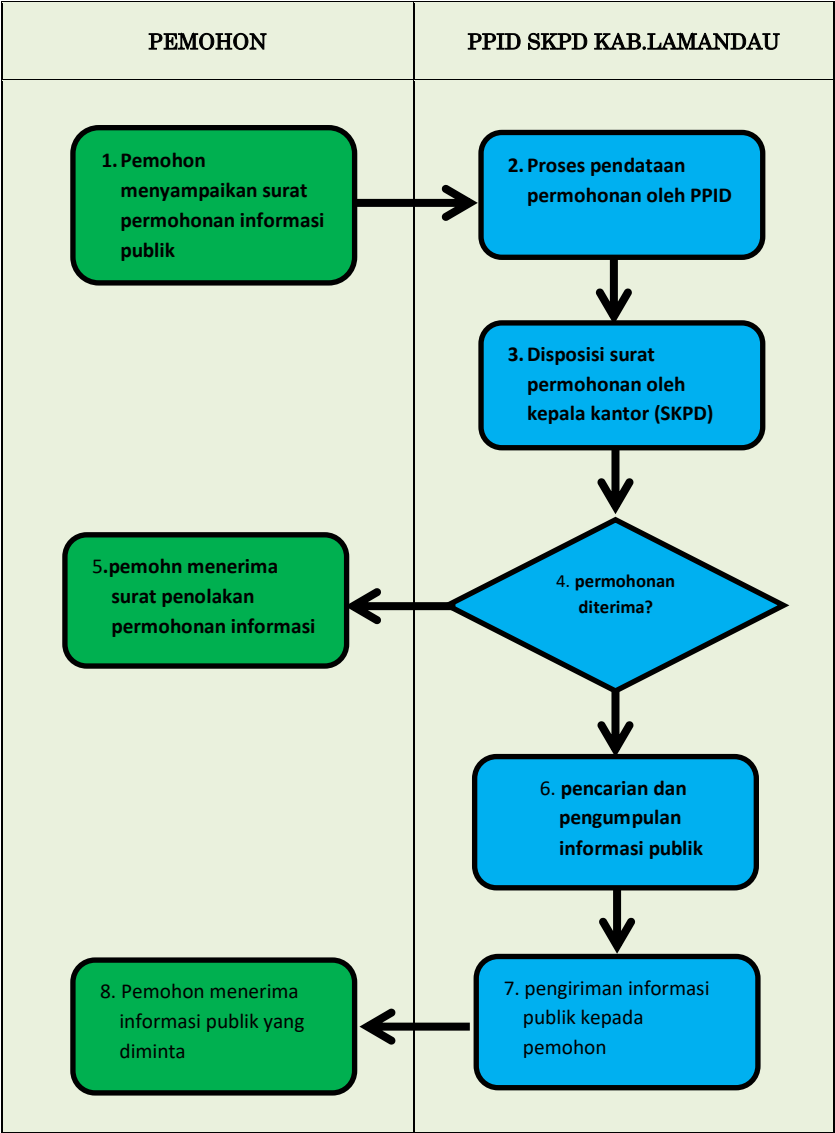 PEMOHON
PPID SKPD KAB.LAMANDAU
1. Pemohon
menyampaikan surat
permohonan informasi
publik
2. Proses pendataan
permohonan oleh PPID
3. Disposisi surat
permohonan oleh
kepala kantor (SKPD)
4. permohonan
diterima?
5.pemohn menerima
surat penolakan
permohonan informasi
6. pencarian dan
pengumpulan
informasi publik
7. pengiriman informasi
publik kepada
pemohon
8. Pemohon menerima
informasi publik yang
diminta